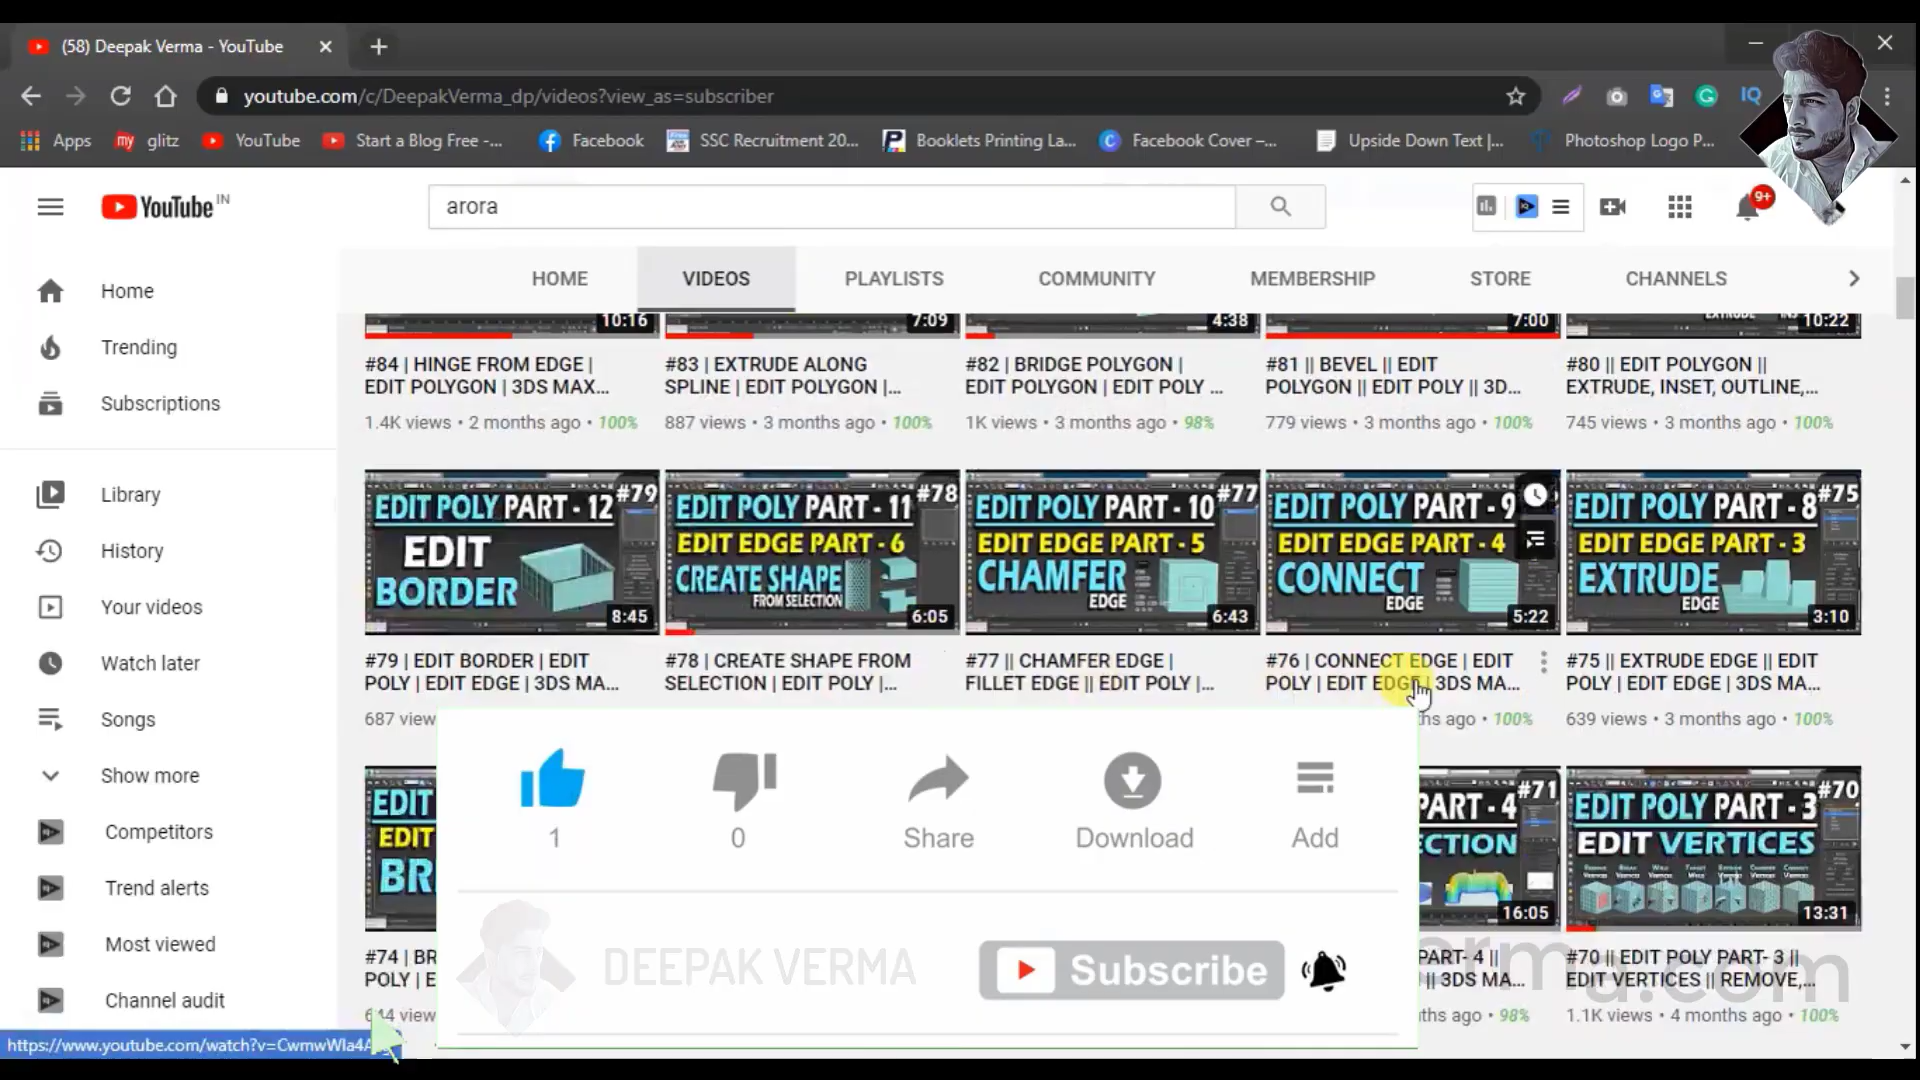 (58) Deepak Verma - YouTube
youtube.com/c/DeepakVerma_dp/videos?view_as=subscriber
Apps
my glitz
YouTube
Start a Blog Free -...
Facebook
SSC Recruitment 20...
Booklets Printing La...
Facebook Cover –...
Upside Down Text |...
Photoshop Logo P...
YouTube IN
arora
9+
HOME
VIDEOS
PLAYLISTS
COMMUNITY
MEMBERSHIP
STORE
CHANNELS
Home
Trending
Subscriptions
Library
History
Your videos
Watch later
Songs
Show more
Competitors
Trend alerts
Most viewed
Channel audit
10:16
7:09
4:38
7:00
10:22
#84 | HINGE FROM EDGE |
EDIT POLYGON | 3DS MAX...
1.4K views • 2 months ago • 100%
#83 | EXTRUDE ALONG
SPLINE | EDIT POLYGON |...
887 views • 3 months ago • 100%
#82 | BRIDGE POLYGON |
EDIT POLYGON | EDIT POLY ...
1K views • 3 months ago • 98%
#81 || BEVEL || EDIT
POLYGON || EDIT POLY || 3D...
779 views • 3 months ago • 100%
#80 || EDIT POLYGON ||
EXTRUDE, INSET, OUTLINE,...
745 views • 3 months ago • 100%
EDIT POLY PART - 12 #79
EDIT
BORDER
8:45
EDIT POLY PART - 11 #78
EDIT EDGE PART - 6
CREATE SHAPE
FROM SELECTION
6:05
EDIT POLY PART - 10 #77
EDIT EDGE PART - 5
CHAMFER
EDGE
6:43
EDIT POLY PART - 9
EDIT EDGE PART - 4
CONNECT
EDGE
5:22
EDIT POLY PART - 8 #75
EDIT EDGE PART - 3
EXTRUDE
EDGE
3:10
#79 | EDIT BORDER | EDIT
POLY | EDIT EDGE | 3DS MA...
687 view
#78 | CREATE SHAPE FROM
SELECTION | EDIT POLY |...
#77 || CHAMFER EDGE |
FILLET EDGE || EDIT POLY |...
#76 | CONNECT EDGE | EDIT
POLY | EDIT EDGE | 3DS MA...
hs ago • 100%
#75 || EXTRUDE EDGE || EDIT
POLY | EDIT EDGE | 3DS MA...
639 views • 3 months ago • 100%
EDIT
EDIT
BR
PART - 4 #71
CTION
16:05
EDIT POLY PART - 3 #70
EDIT VERTICES
13:31
1
0
Share
Download
Add
DEEPAK VERMA
Subscribe
#74 | BR
POLY | E
644 view
PART- 4 ||
|| 3DS MA...
ths ago • 98%
#70 || EDIT POLY PART- 3 ||
EDIT VERTICES || REMOVE,...
1.1K views • 4 months ago • 100%
erma.com
https://www.youtube.com/watch?v=CwmwWla4A